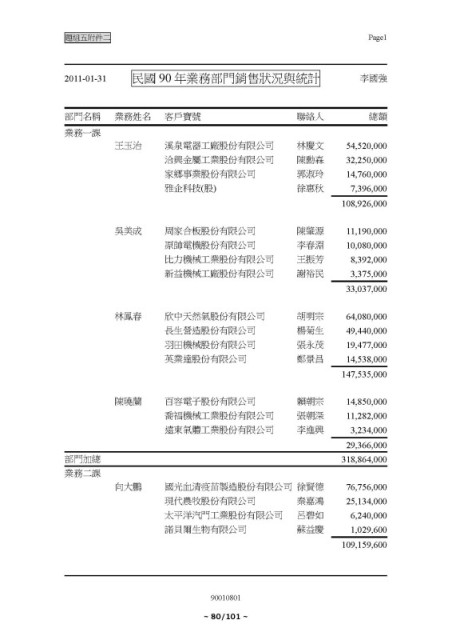 題組五附件二 Page1
2011-01-31 民國 90 年業務部門銷售狀況與統計 李國強
部門名稱 業務姓名 客戶寶號 聯絡人 總額
業務一課
王玉治 溪泉電器工廠股份有限公司 林慶文 54,520,000
洽興金屬工業股份有限公司 陳勳森 32,250,000
家鄉事業股份有限公司 郭淑玲 14,760,000
雅企科技(股) 徐惠秋 7,396,000
108,926,000
吳美成 周家合板股份有限公司 陳肇源 11,190,000
原帥電機股份有限公司 李春淵 10,080,000
比力機械工業股份有限公司 王振芳 8,392,000
新益機械工廠股份有限公司 謝裕民 3,375,000
33,037,000
林鳳春 欣中天然氣股份有限公司 胡明宗 64,080,000
長生營造股份有限公司 楊菊生 49,440,000
羽田機械股份有限公司 張永茂 19,477,000
英業達股份有限公司 鄭景昌 14,538,000
147,535,000
陳曉蘭 百容電子股份有限公司 賴朝宗 14,850,000
喬福機械工業股份有限公司 張朝深 11,282,000
遠東氣體工業股份有限公司 李進興 3,234,000
29,366,000
部門加總 318,864,000
業務二課
向大鵬 國光血清疫苗製造股份有限公司 徐賢德 76,756,000
現代農牧股份有限公司 葉嘉鴻 25,134,000
太平洋汽門工業股份有限公司 呂碧如 6,240,000
諾貝爾生物有限公司 蘇益慶 1,029,600
109,159,600
90010801
~ 80/101 ~